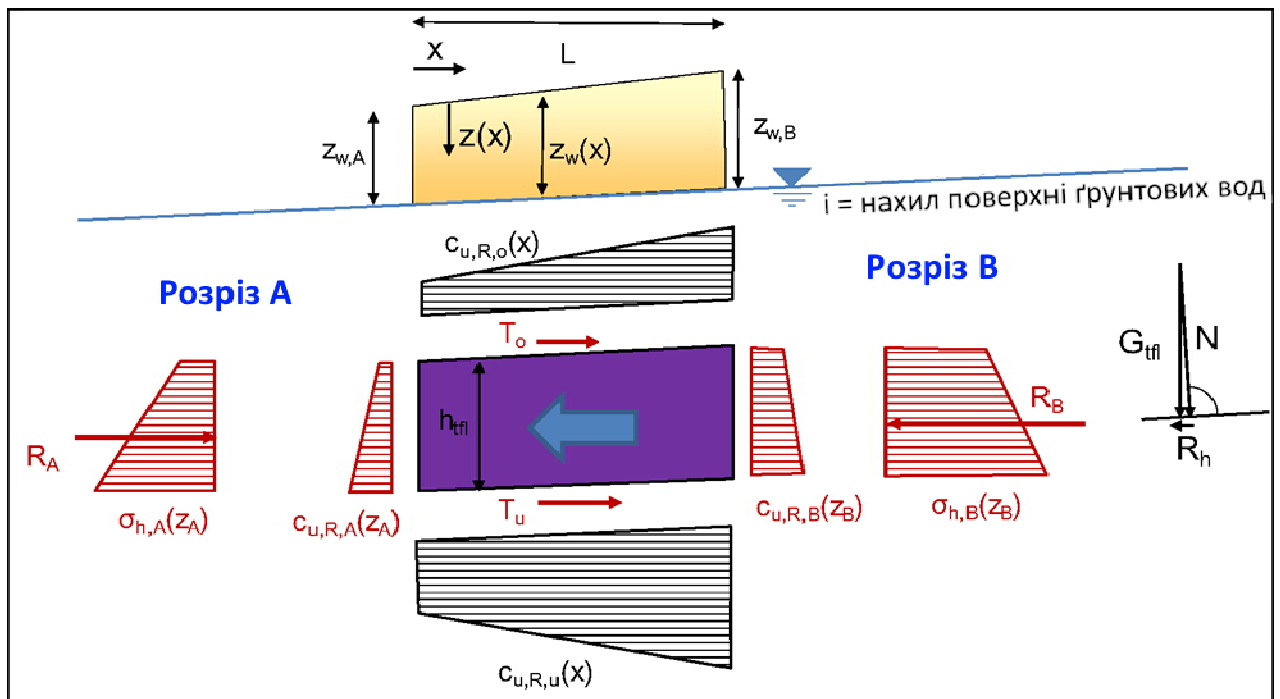 x
L
z_w,A
z(x)
z_w(x)
z_w,B
i = нахил поверхні ґрунтових вод
c_u,R,o(x)
Розріз A
Розріз B
T_o
G_tfl
N
h_tfl
R_A
R_B
R_h
T_u
σ_h,A(z_A)
c_u,R,A(z_A)
c_u,R,B(z_B)
σ_h,B(z_B)
c_u,R,u(x)